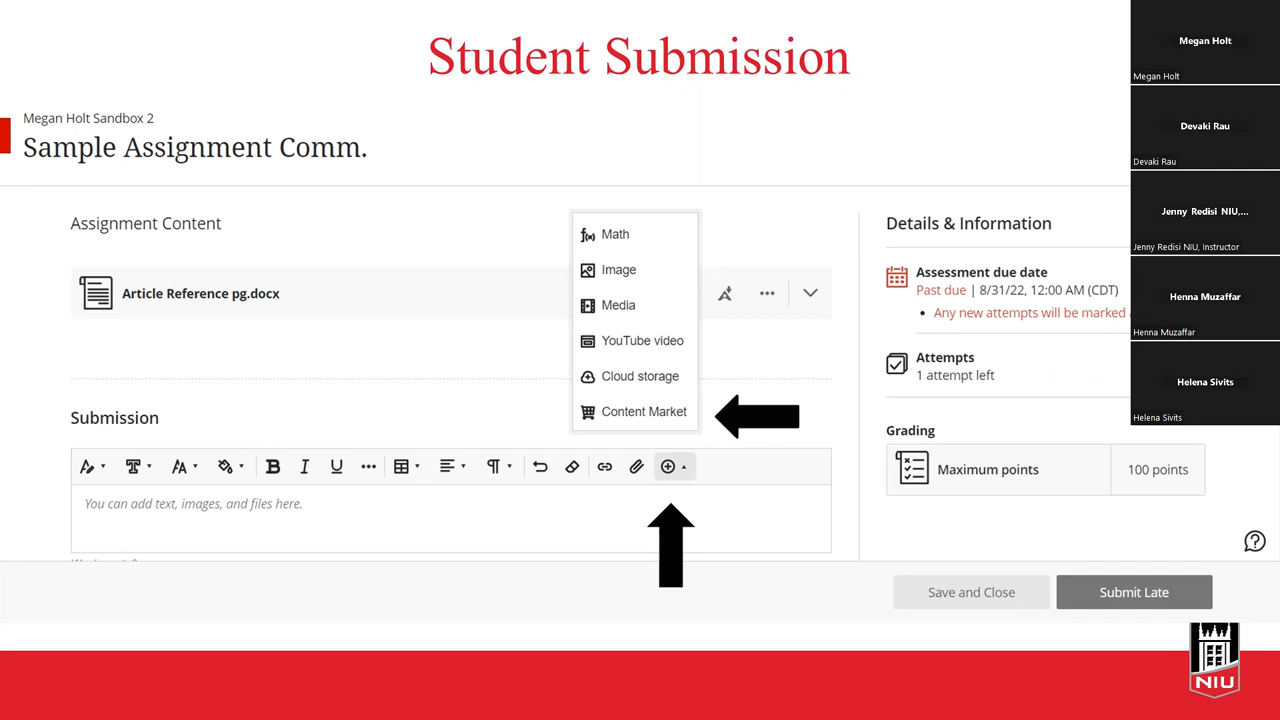 Student Submission
Megan Holt Sandbox 2
Sample Assignment Comm.
Assignment Content
Article Reference pg.docx
Math
Image
Media
YouTube video
Cloud storage
Content Market
Submission
You can add text, images, and files here.
Details & Information
Assessment due date
Past due | 8/31/22, 12:00 AM (CDT)
• Any new attempts will be marked
Attempts
1 attempt left
Grading
Maximum points
100 points
Save and Close
Submit Late
Megan Holt
Megan Holt
Devaki Rau
Devaki Rau
Jenny Redisi NIU,...
Jenny Redisi NIU, Instructor
Henna Muzaffar
Henna Muzaffar
Helena Sivits
Helena Sivits
NIU